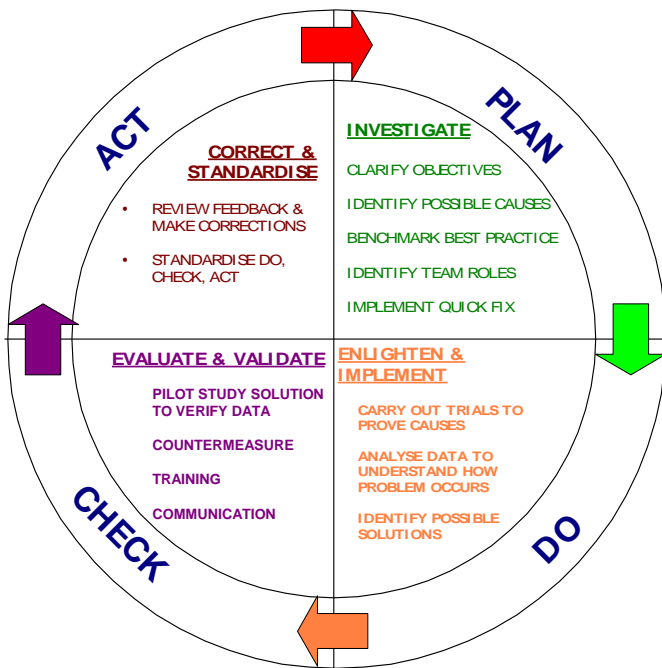 ACT
PLAN
CORRECT &
STANDARDISE
• REVIEW FEEDBACK &
MAKE CORRECTIONS
• STANDARDISE DO,
CHECK, ACT
INVESTIGATE
CLARIFY OBJECTIVES
IDENTIFY POSSIBLE CAUSES
BENCHMARK BEST PRACTICE
IDENTIFY TEAM ROLES
IMPLEMENT QUICK FIX
EVALUATE & VALIDATE
PILOT STUDY SOLUTION
TO VERIFY DATA
COUNTERMEASURE
TRAINING
COMMUNICATION
ENLIGHTEN &
IMPLEMENT
CARRY OUT TRIALS TO
PROVE CAUSES
ANALYSE DATA TO
UNDERSTAND HOW
PROBLEM OCCURS
IDENTIFY POSSIBLE
SOLUTIONS
CHECK
DO